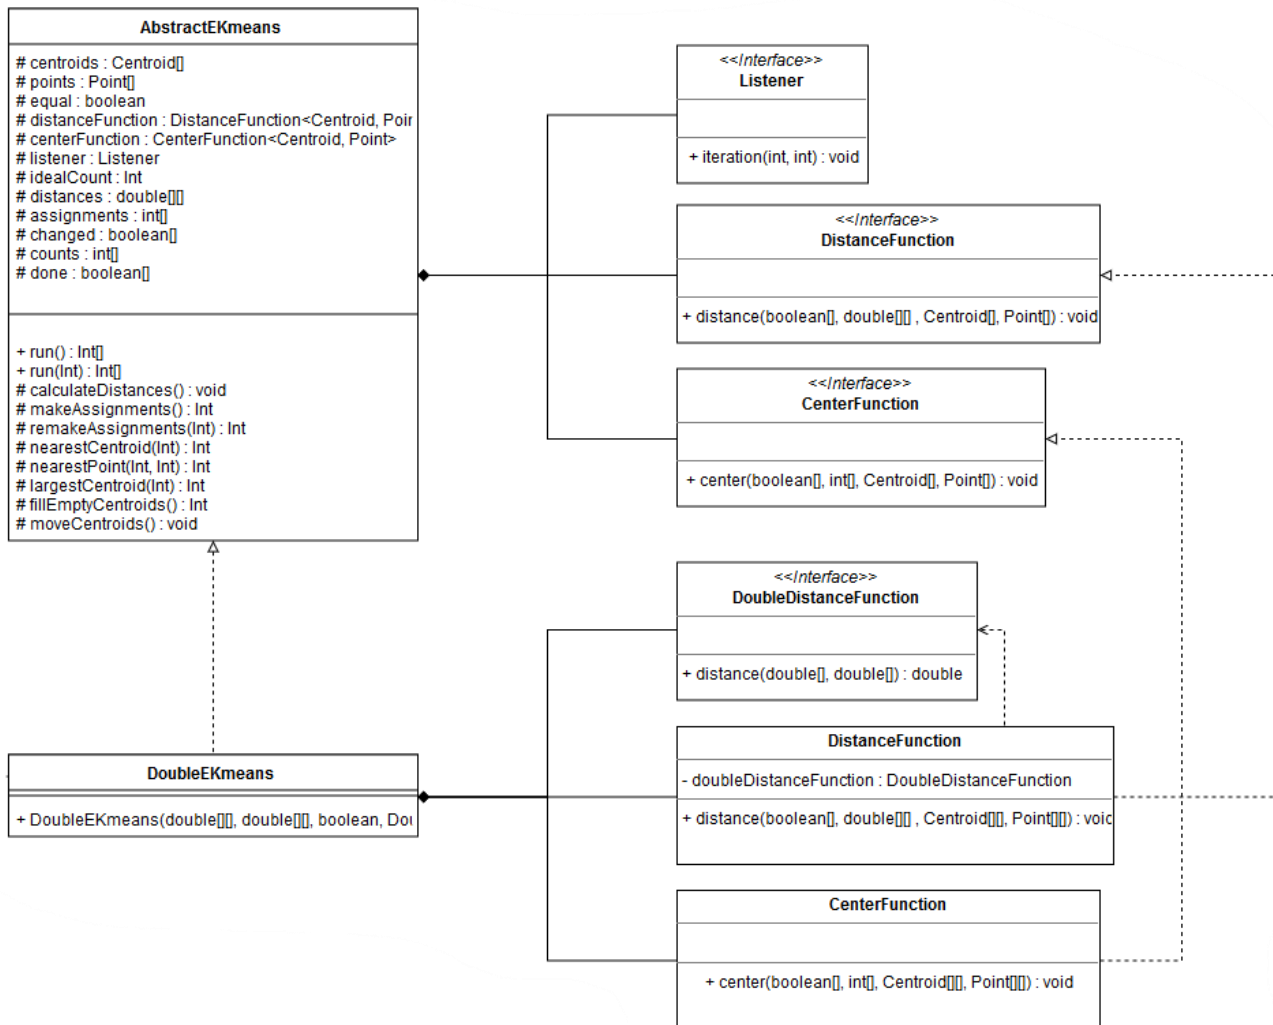 AbstractEKmeans
# centroids : Centroid[]
# points : Point[]
# equal : boolean
# distanceFunction : DistanceFunction<Centroid, Poir
# centerFunction : CenterFunction<Centroid, Point>
# listener : Listener
# idealCount : Int
# distances : double[][]
# assignments : int[]
# changed : boolean[]
# counts : int[]
# done : boolean[]
+ run() : Int[]
+ run(Int) : Int[]
# calculateDistances() : void
# makeAssignments() : Int
# remakeAssignments(Int) : Int
# nearestCentroid(Int) : Int
# nearestPoint(Int, Int) : Int
# largestCentroid(Int) : Int
# fillEmptyCentroids() : Int
# moveCentroids() : void
<<Interface>>
Listener
+ iteration(int, int) : void
<<Interface>>
DistanceFunction
+ distance(boolean[], double[][] , Centroid[], Point[]) : void
<<Interface>>
CenterFunction
+ center(boolean[], int[], Centroid[], Point[]) : void
<<Interface>>
DoubleDistanceFunction
+ distance(double[], double[]) : double
DoubleEKmeans
+ DoubleEKmeans(double[][], double[][], boolean, Dou
DistanceFunction
- doubleDistanceFunction : DoubleDistanceFunction
+ distance(boolean[], double[][] , Centroid[][], Point[][]) : voic
CenterFunction
+ center(boolean[], int[], Centroid[][], Point[][]) : void